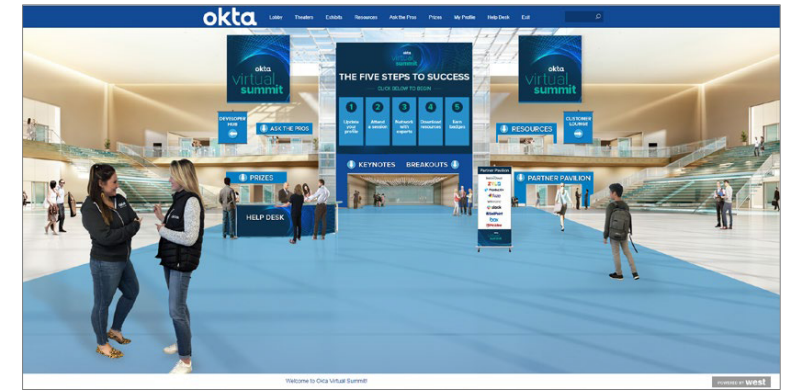 okta
Lobby Theaters Exhibits Resources Ask the Pros Prizes My Profile Help Desk Exit
okta
virtual
summit
okta
virtual
summit
THE FIVE STEPS TO SUCCESS
CLICK BELOW TO BEGIN
1 2 3 4 5
Update your profile
Attend a session
Network with experts
Download resources
Earn badges
okta
virtual
summit
DEVELOPER HUB
ASK THE PROS
RESOURCES
CUSTOMER LOUNGE
KEYNOTES BREAKOUTS
PRIZES
PARTNER PAVILION
HELP DESK
Partner Pavilion
slack
box
Welcome to Okta Virtual Summit!
POWERED BY west